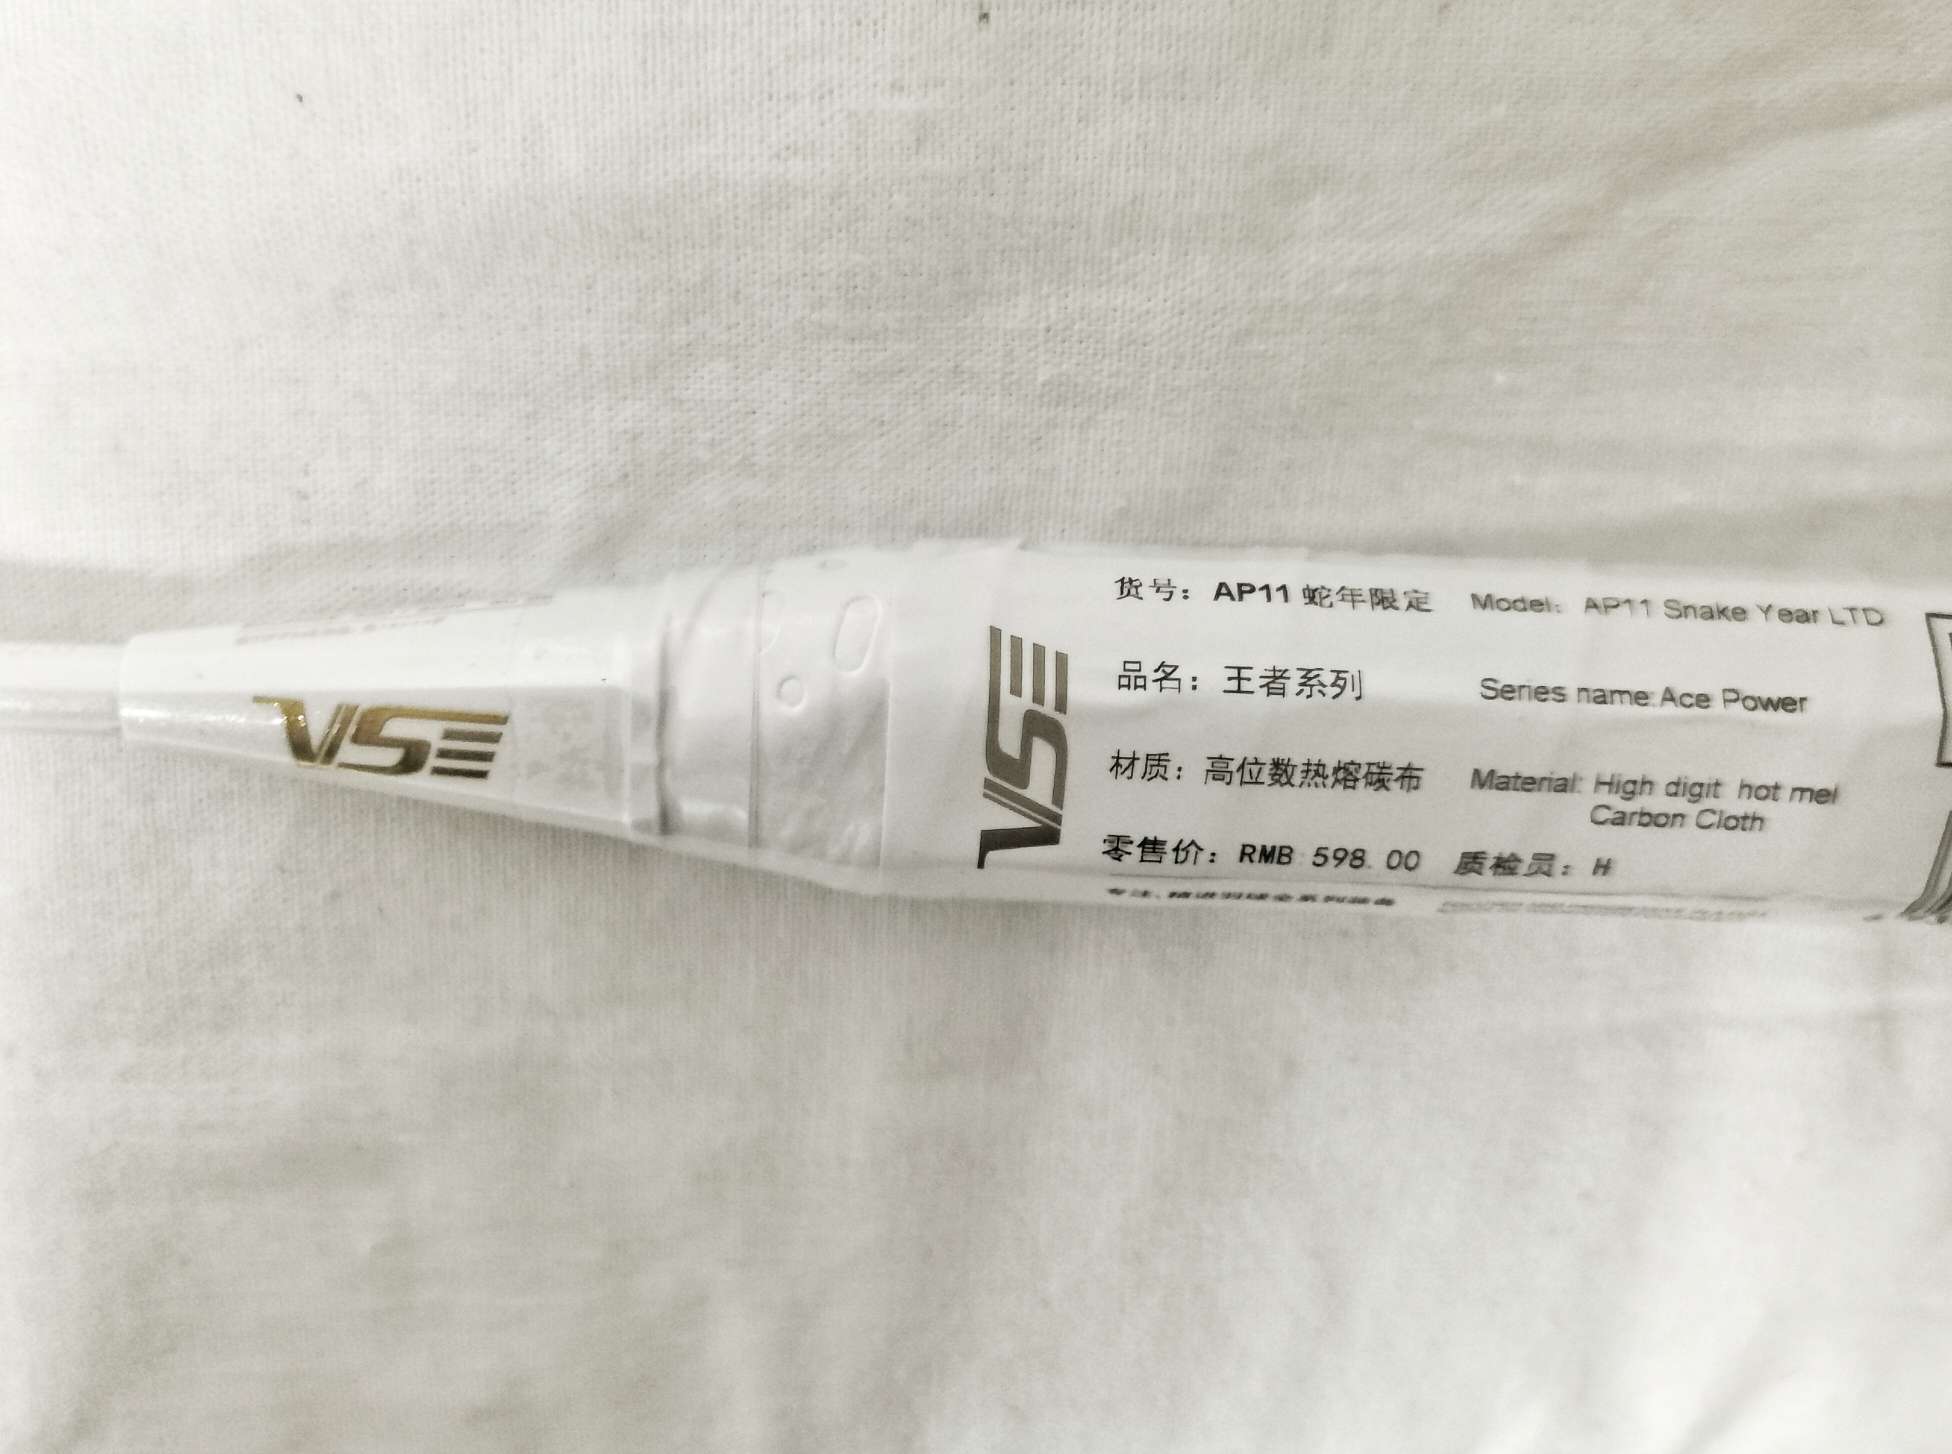 VSE
VSE
货号：AP11 蛇年限定 Model: AP11 Snake Year LTD
品名：王者系列 Series name:Ace Power
材质：高位数热熔碳布 Material: High digit hot mel
Carbon Cloth
零售价：RMB 598.00 质检员：H